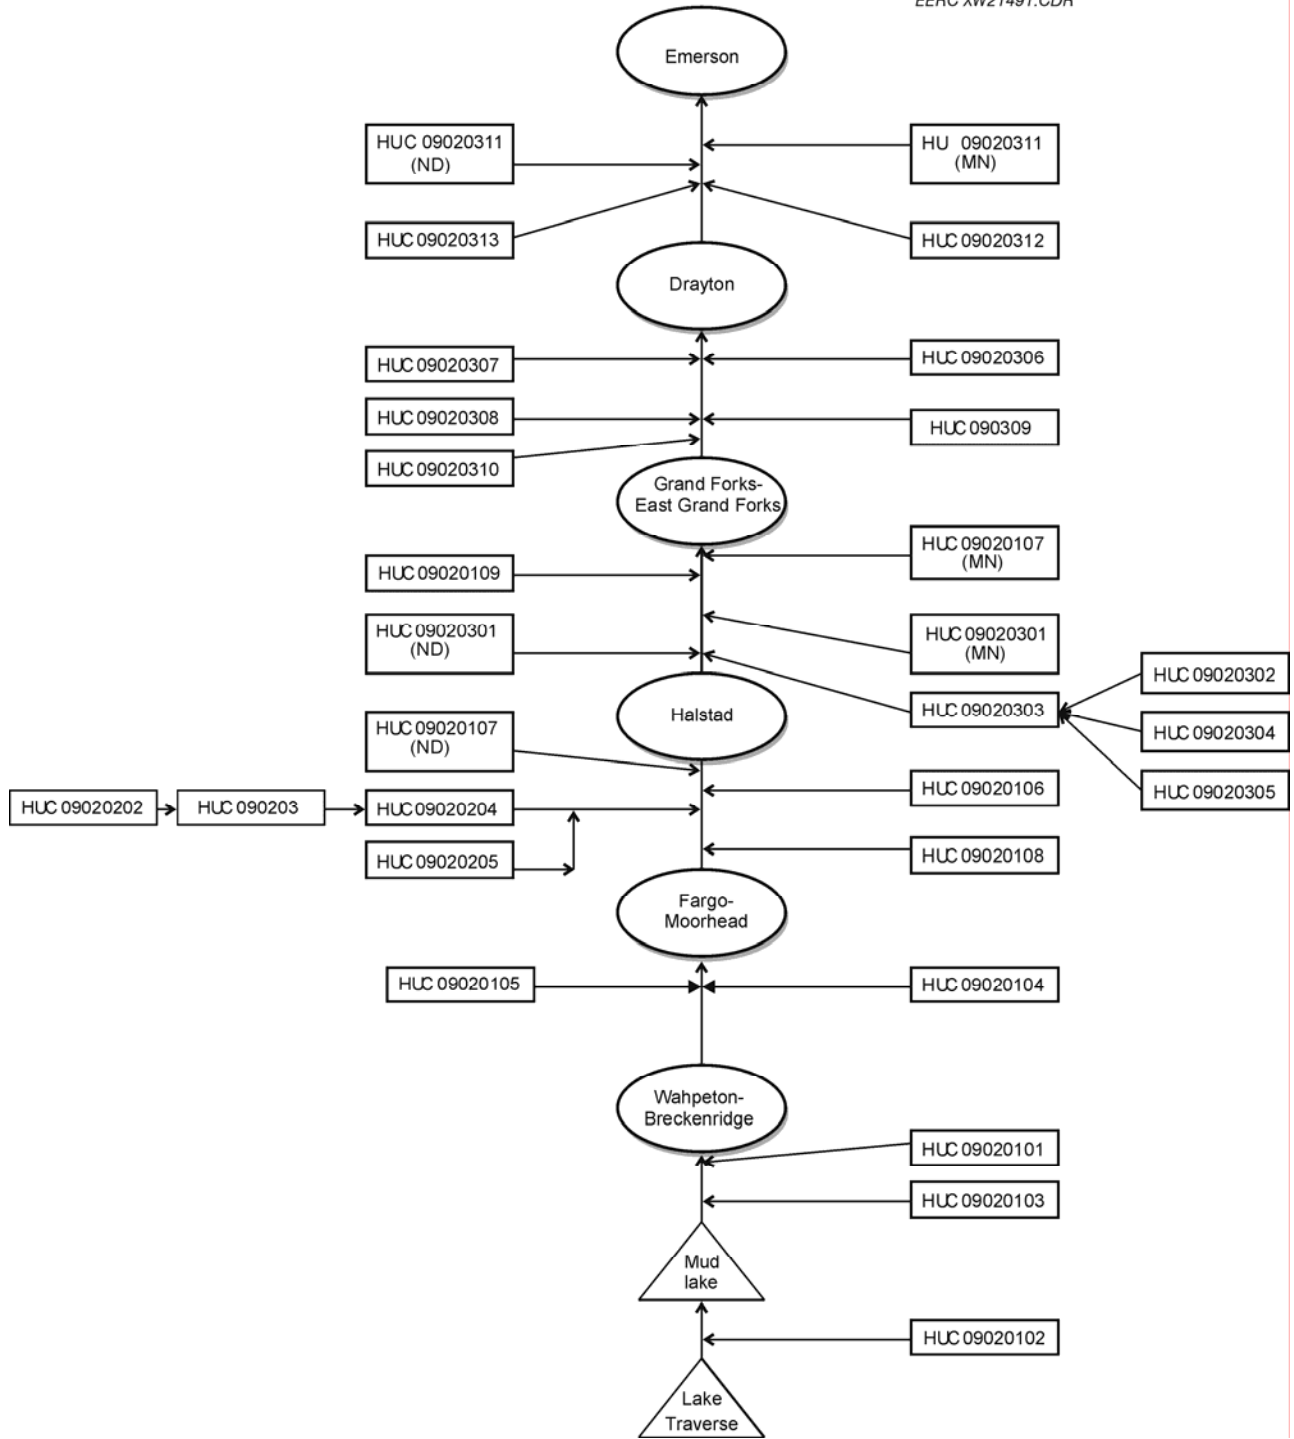 EERC XW21491.CDR
Emerson
HUC 09020311
(ND)
HU 09020311
(MN)
HUC 09020313
HUC 09020312
Drayton
HUC 09020307
HUC 09020306
HUC 09020308
HUC 090309
HUC 09020310
Grand Forks-
East Grand Forks
HUC 09020107
(MN)
HUC 09020109
HUC 09020301
(ND)
HUC 09020301
(MN)
HUC 09020302
HUC 09020303
Halstad
HUC 09020107
(ND)
HUC 09020304
HUC 09020106
HUC 09020305
HUC 09020202
HUC 090203
HUC 09020204
HUC 09020205
HUC 09020108
Fargo-
Moorhead
HUC 09020105
HUC 09020104
Wahpeton-
Breckenridge
HUC 09020101
HUC 09020103
Mud
lake
HUC 09020102
Lake
Traverse